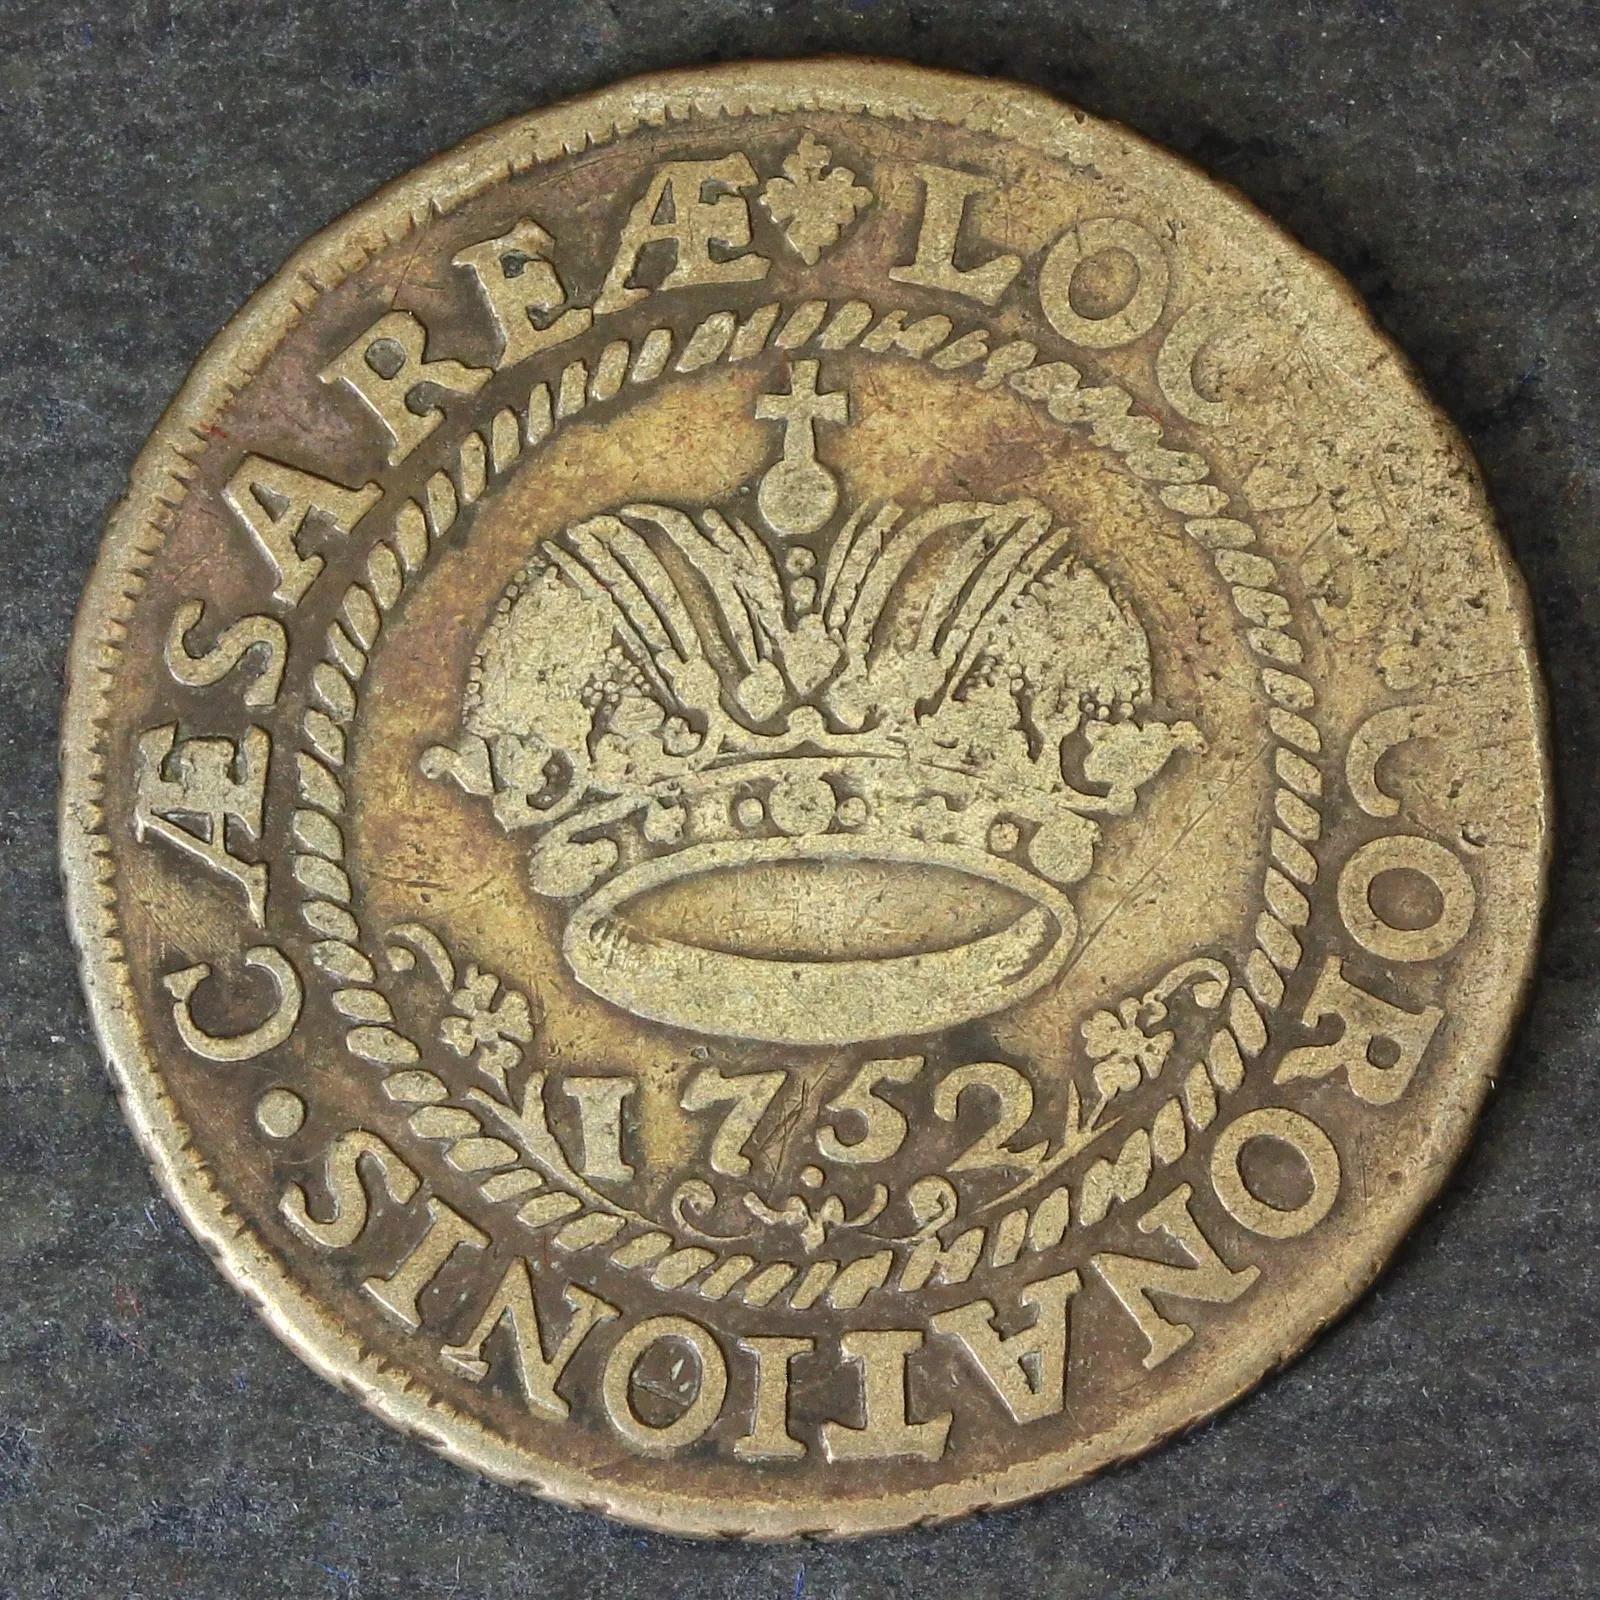 CORONATIONIS · CÆSAREÆ
1752